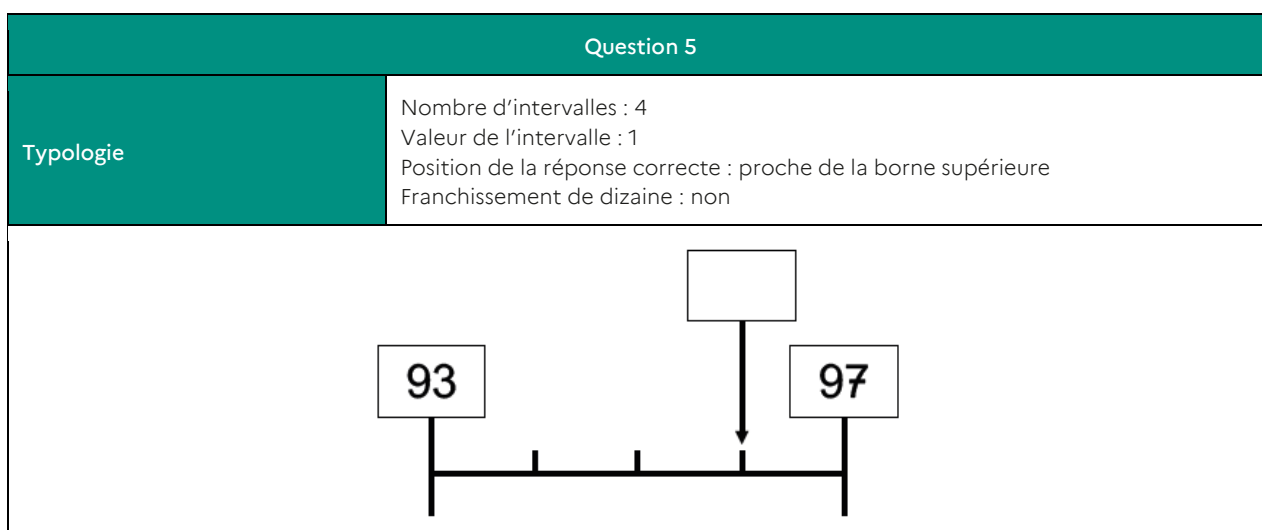 Question 5
Typologie
Nombre d'intervalles : 4
Valeur de l'intervalle : 1
Position de la réponse correcte : proche de la borne supérieure
Franchissement de dizaine : non
93
97